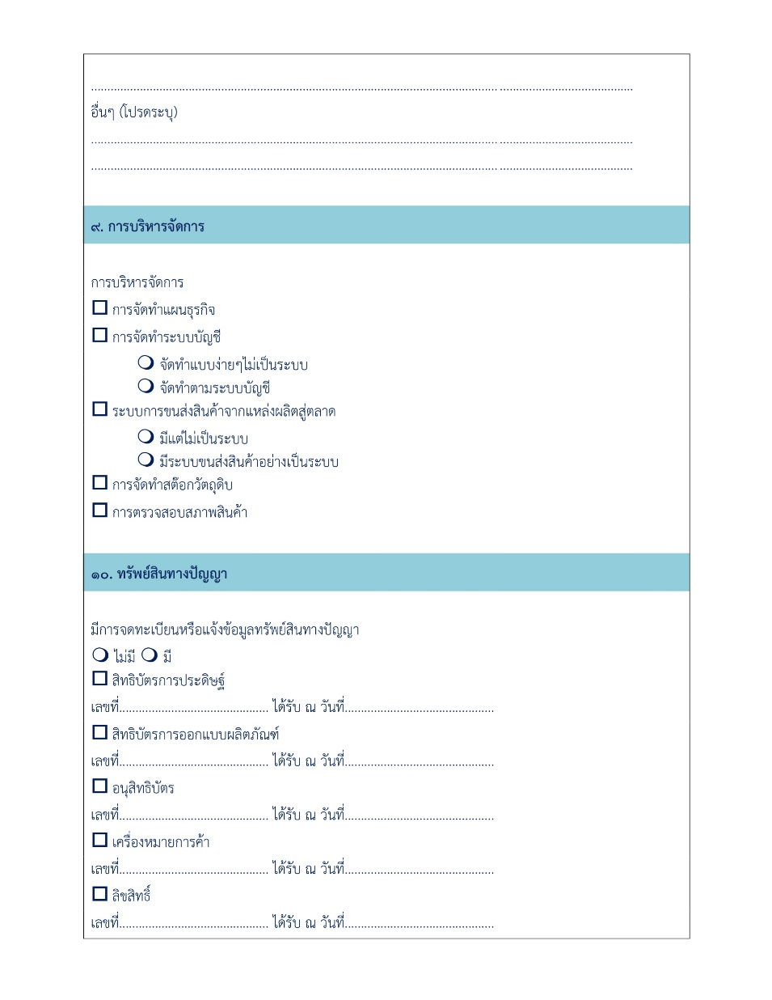 ........................................................................................................................................................................
อื่นๆ (โปรดระบุ)
........................................................................................................................................................................
........................................................................................................................................................................
๙. การบริหารจัดการ
การบริหารจัดการ
☐ การจัดทำแผนธุรกิจ
☐ การจัดทำระบบบัญชี
❍ จัดทำแบบง่ายๆไม่เป็นระบบ
❍ จัดทำตามระบบบัญชี
☐ ระบบการขนส่งสินค้าจากแหล่งผลิตสู่ตลาด
❍ มีแต่ไม่เป็นระบบ
❍ มีระบบขนส่งสินค้าอย่างเป็นระบบ
☐ การจัดทำสต๊อกวัตถุดิบ
☐ การตรวจสอบสภาพสินค้า
๑๐. ทรัพย์สินทางปัญญา
มีการจดทะเบียนหรือแจ้งข้อมูลทรัพย์สินทางปัญญา
❍ ไม่มี ❍ มี
☐ สิทธิบัตรการประดิษฐ์
เลขที่.............................................. ได้รับ ณ วันที่..............................................
☐ สิทธิบัตรการออกแบบผลิตภัณฑ์
เลขที่.............................................. ได้รับ ณ วันที่..............................................
☐ อนุสิทธิบัตร
เลขที่.............................................. ได้รับ ณ วันที่..............................................
☐ เครื่องหมายการค้า
เลขที่.............................................. ได้รับ ณ วันที่..............................................
☐ ลิขสิทธิ์
เลขที่.............................................. ได้รับ ณ วันที่..............................................